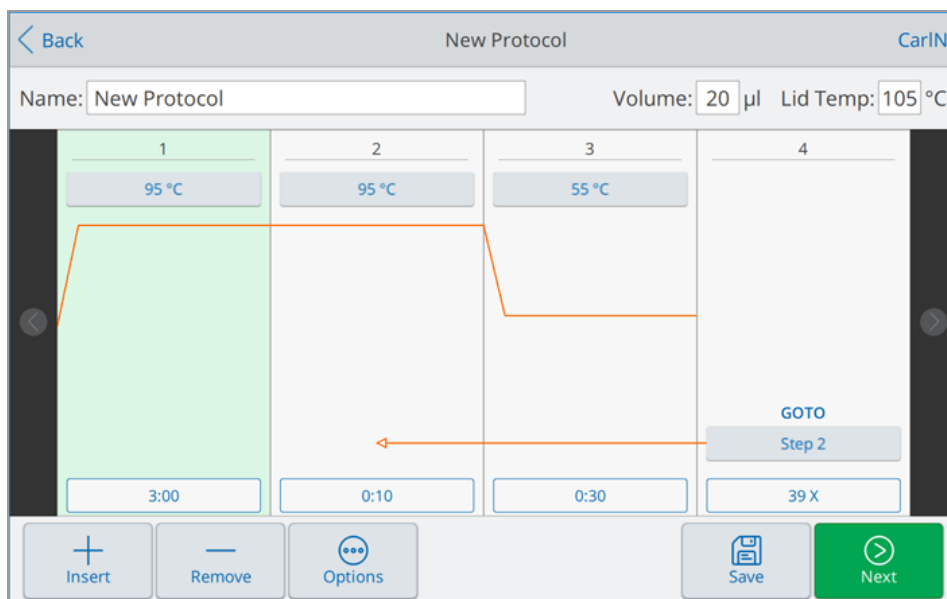 Back New Protocol CarlN
Name: New Protocol Volume: 20 µl Lid Temp: 105 °C
1 2 3 4
95 °C 95 °C 55 °C
GOTO
Step 2
3:00 0:10 0:30 39 X
Insert Remove Options Save Next